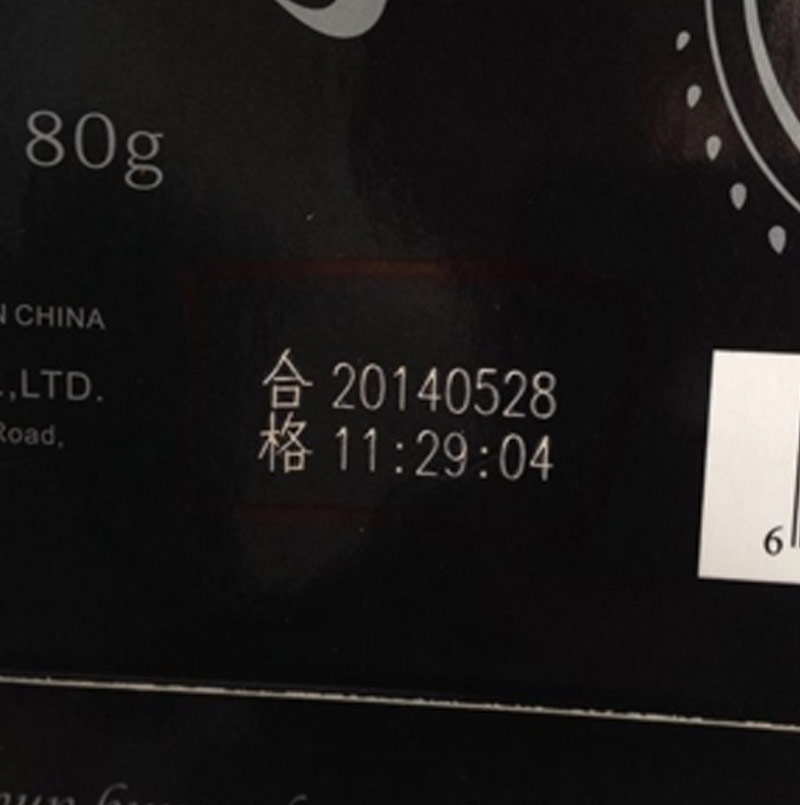 80g
CHINA
.,LTD.
Road,
合 20140528
格 11:29:04
6